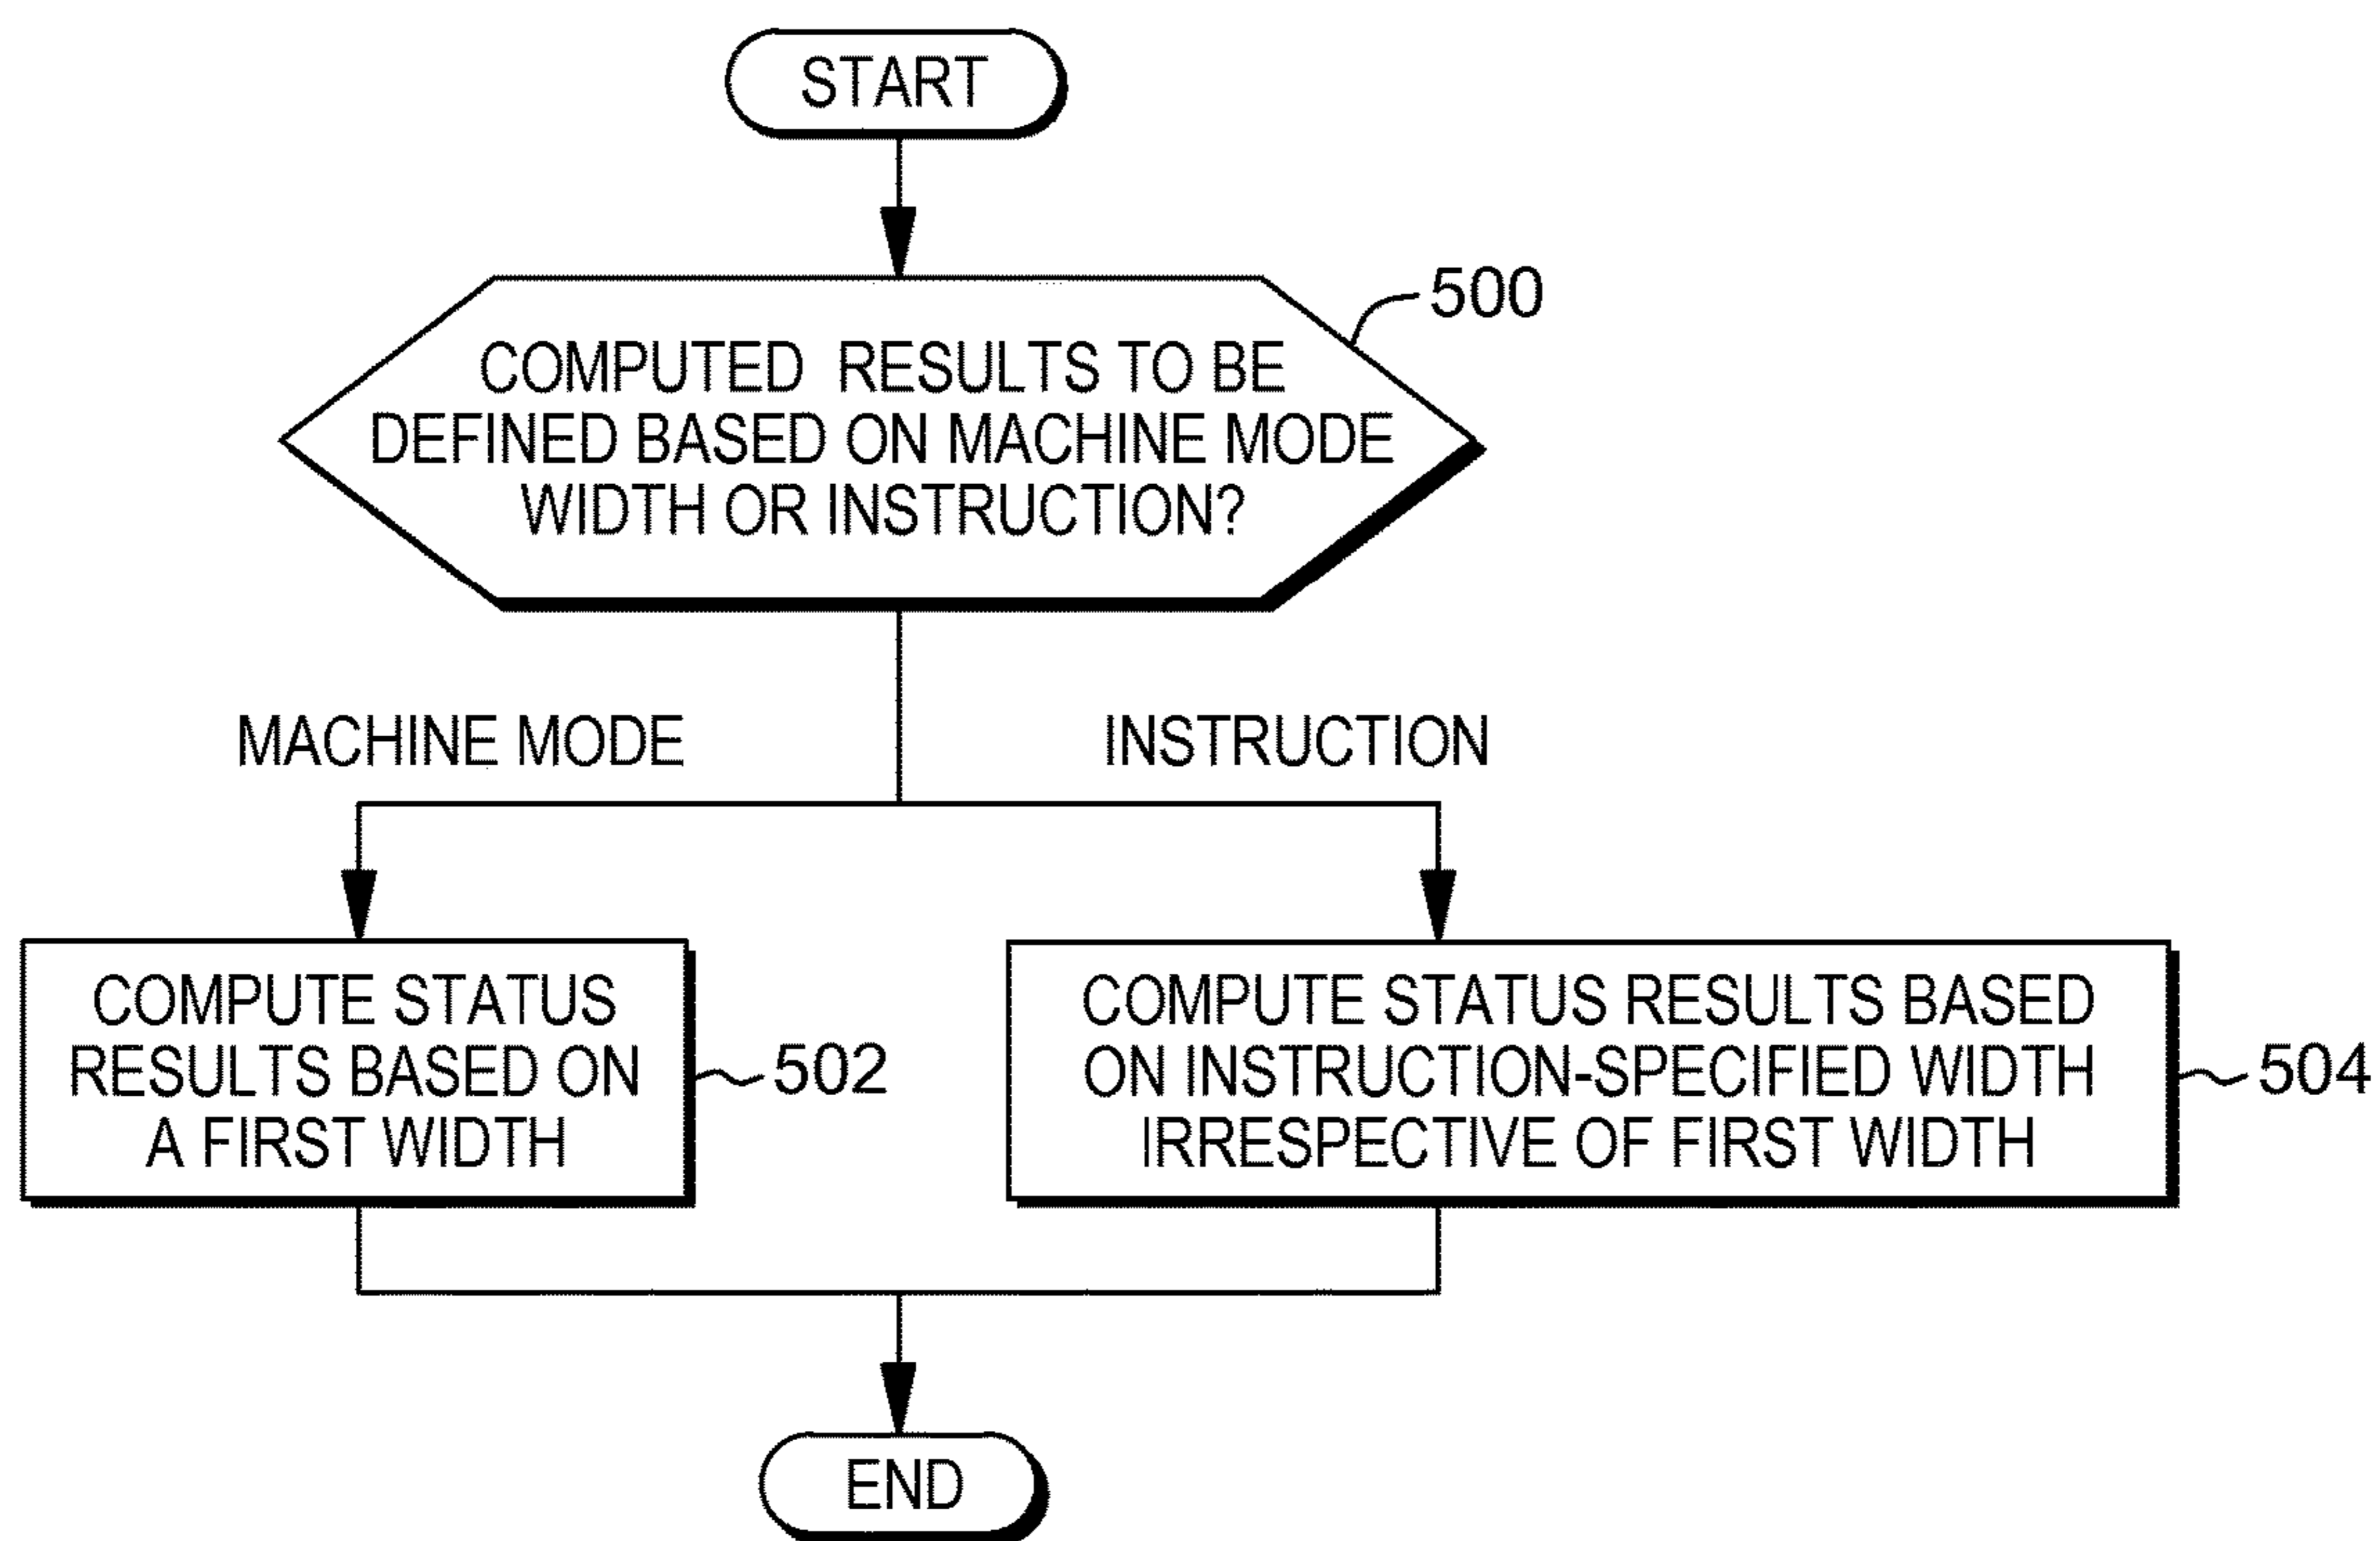 START
500
COMPUTED RESULTS TO BE
DEFINED BASED ON MACHINE MODE
WIDTH OR INSTRUCTION?
MACHINE MODE
INSTRUCTION
COMPUTE STATUS
RESULTS BASED ON
A FIRST WIDTH
502
COMPUTE STATUS RESULTS BASED
ON INSTRUCTION-SPECIFIED WIDTH
IRRESPECTIVE OF FIRST WIDTH
504
END